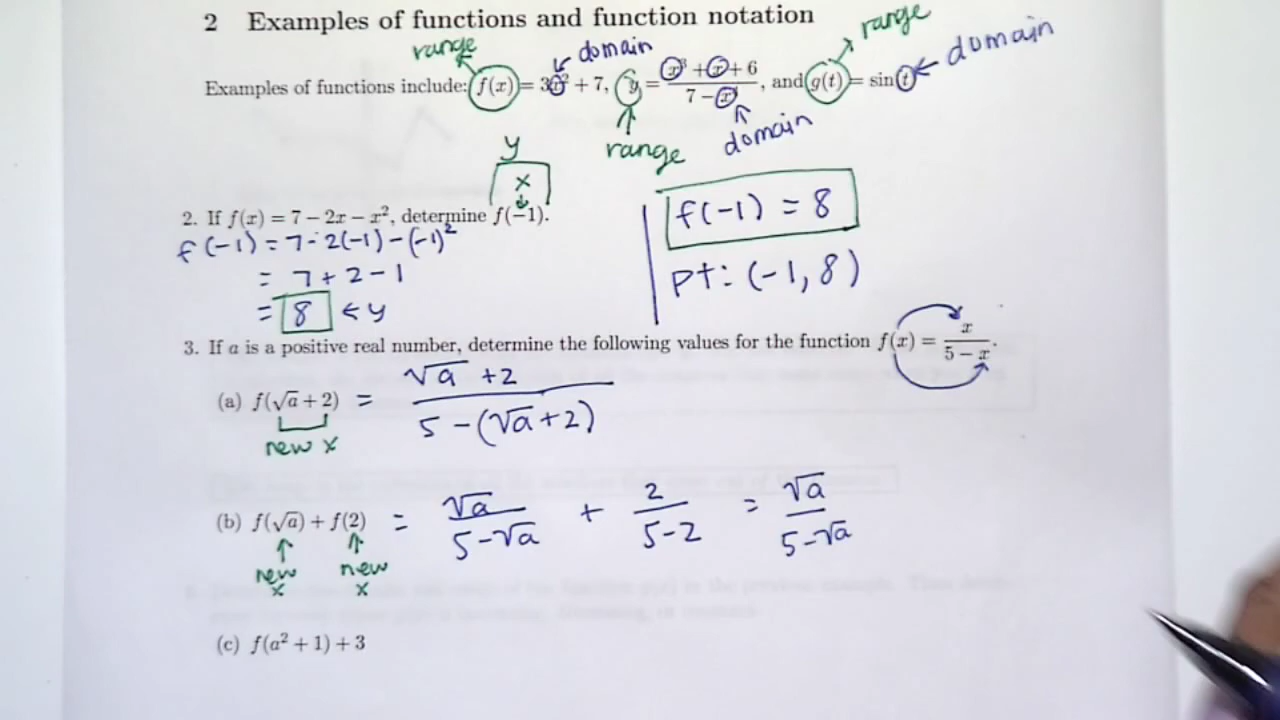 2 Examples of functions and function notation
range domain range domain
Examples of functions include: f(x) = 3x² + 7, y = (x³ + x + 6)/(7 − x⁴), and g(t) = sin(t)
range domain
y
x
2. If f(x) = 7 − 2x − x², determine f(−1).
f(-1) = 7 - 2(-1) - (-1)²
= 7 + 2 - 1
= 8 ← y
f(-1) = 8
pt: (-1, 8)
3. If a is a positive real number, determine the following values for the function f(x) = x/(5 − x).
(a) f(√a + 2) = (√a + 2)/(5 - (√a + 2))
new x
(b) f(√a) + f(2) = √a/(5 - √a) + 2/(5 - 2) = √a/(5 - √a)
new x new x
(c) f(a² + 1) + 3